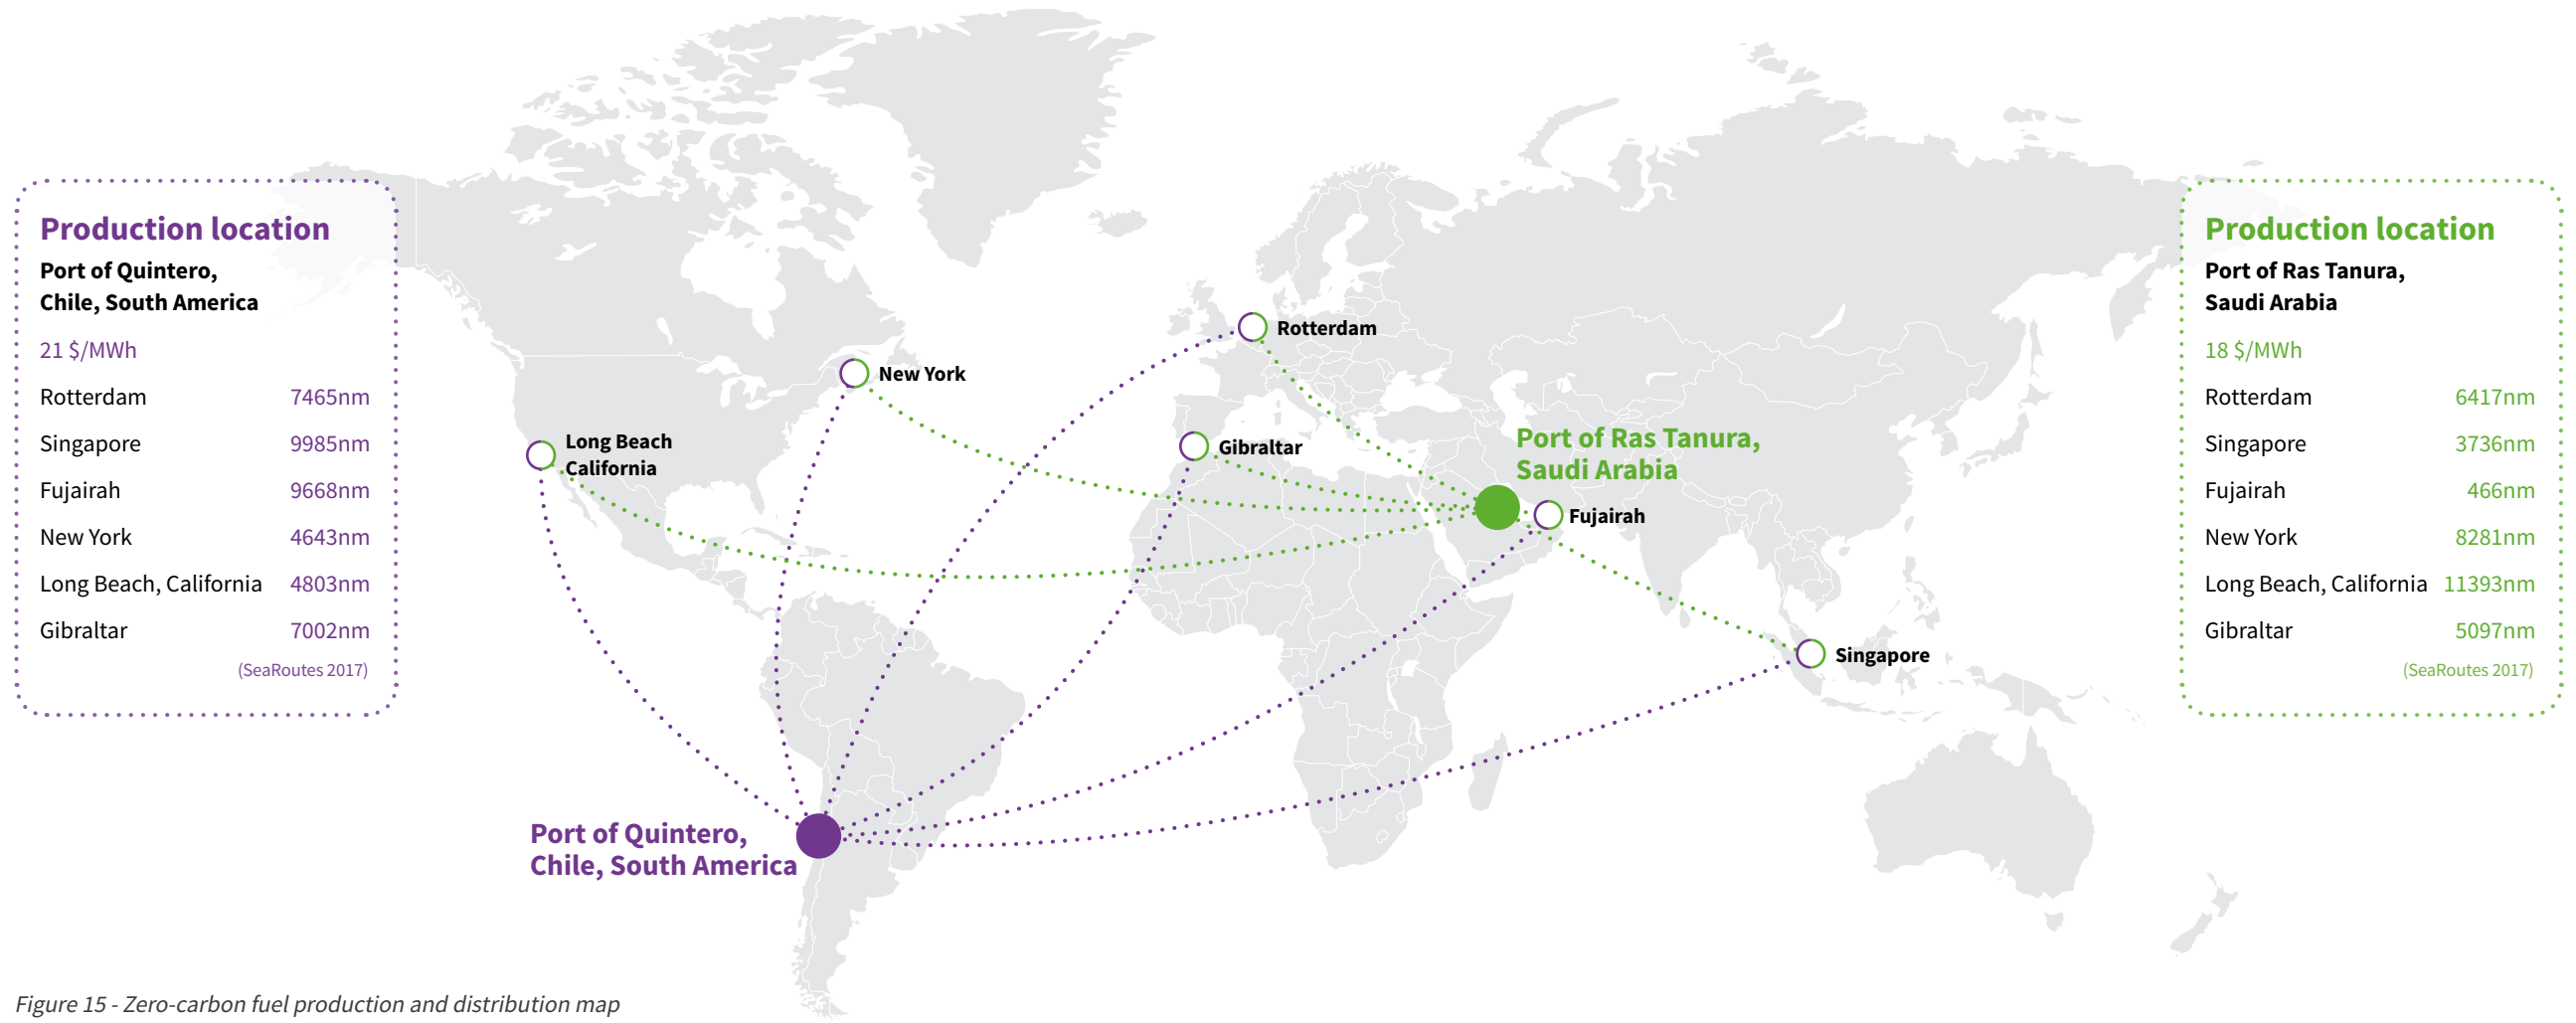 Production location
Port of Quintero,
Chile, South America
21 $/MWh
Rotterdam 7465nm
Singapore 9985nm
Fujairah 9668nm
New York 4643nm
Long Beach, California 4803nm
Gibraltar 7002nm
(SeaRoutes 2017)
Rotterdam
New York
Long Beach
California
Gibraltar
Port of Ras Tanura,
Saudi Arabia
Fujairah
Singapore
Port of Quintero,
Chile, South America
Production location
Port of Ras Tanura,
Saudi Arabia
18 $/MWh
Rotterdam 6417nm
Singapore 3736nm
Fujairah 466nm
New York 8281nm
Long Beach, California 11393nm
Gibraltar 5097nm
(SeaRoutes 2017)
Figure 15 - Zero-carbon fuel production and distribution map